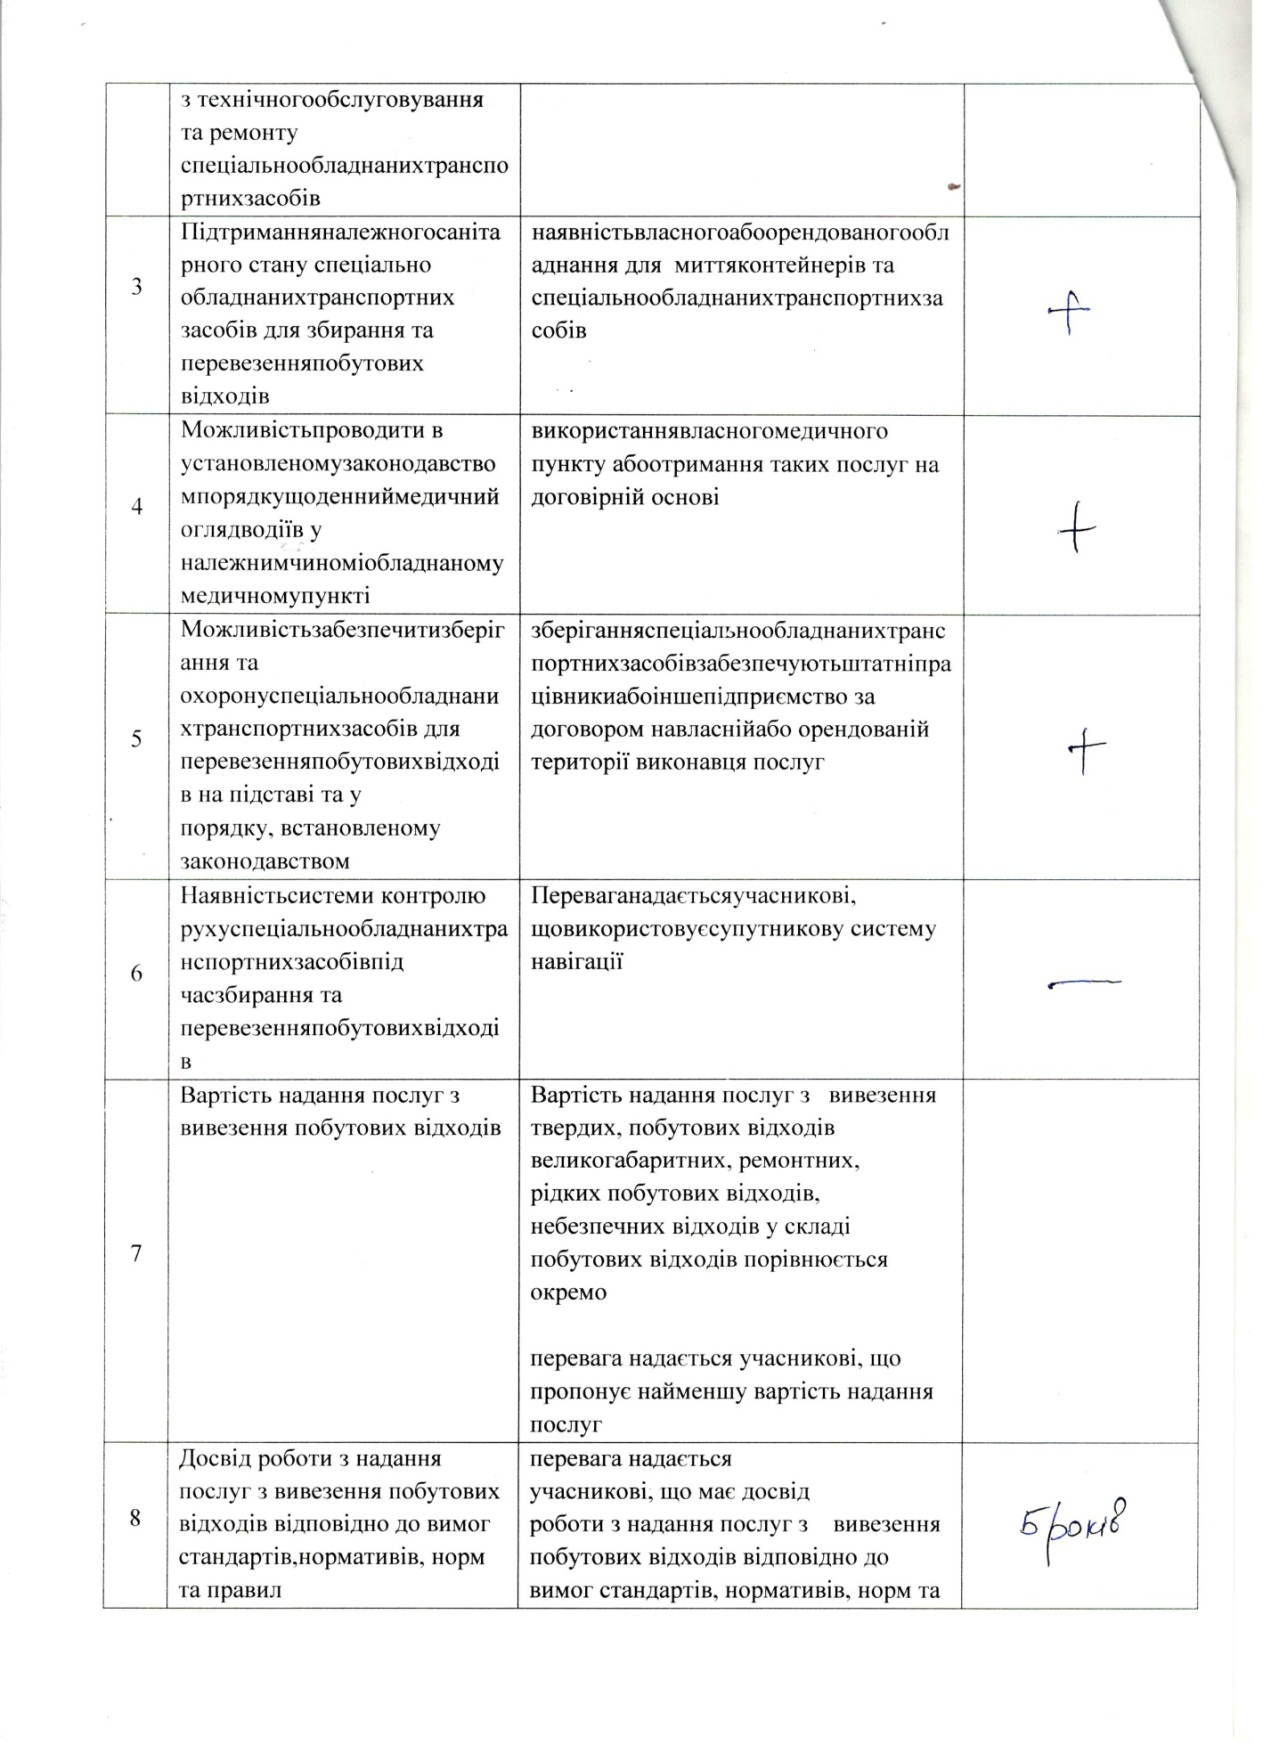 з технічногообслуговування
та ремонту
спеціальнообладнанихтранспо
ртнихзасобів
3
Підтриманняналежногосаніта
рного стану спеціально
обладнанихтранспортних
засобів для збирання та
перевезенняпобутових
відходів
наявністьвласногоабоорендованогообл
аднання для миттяконтейнерів та
спеціальнообладнанихтранспортнихза
собів
+
4
Можливістьпроводити в
установленомузаконодавство
мпорядкущоденниймедичний
оглядводіїв у
належнимчиноміобладнаному
медичномупункті
використаннявласногомедичного
пункту абоотримання таких послуг на
договірній основі
+
5
Можливістьзабезпечитизберіг
ання та
охоронуспеціальнообладнани
хтранспортнихзасобів для
перевезенняпобутовихвідході
в на підставі та у
порядку, встановленому
законодавством
зберіганняспеціальнообладнанихтранс
портнихзасобівзабезпечуютьштатніпра
цівникиабоіншепідприємство за
договором навласнійабо орендованій
території виконавця послуг
+
6
Наявністьсистеми контролю
рухуспеціальнообладнанихтра
нспортнихзасобівпід
часзбирання та
перевезенняпобутовихвідході
в
Перевaганадаєтьсяучасникові,
щовикористовуєсупутникову систему
навігації
—
7
Вартість надання послуг з
вивезення побутових відходів
Вартість надання послуг з вивезення
твердих, побутових відходів
великогабаритних, ремонтних,
рідких побутових відходів,
небезпечних відходів у складі
побутових відходів порівнюється
окремо
перевага надається учасникові, що
пропонує найменшу вартість надання
послуг
8
Досвід роботи з надання
послуг з вивезення побутових
відходів відповідно до вимог
стандартів,нормативів, норм
та правил
перевага надається
учасникові, що має досвід
роботи з надання послуг з вивезення
побутових відходів відповідно до
вимог стандартів, нормативів, норм та
5 років